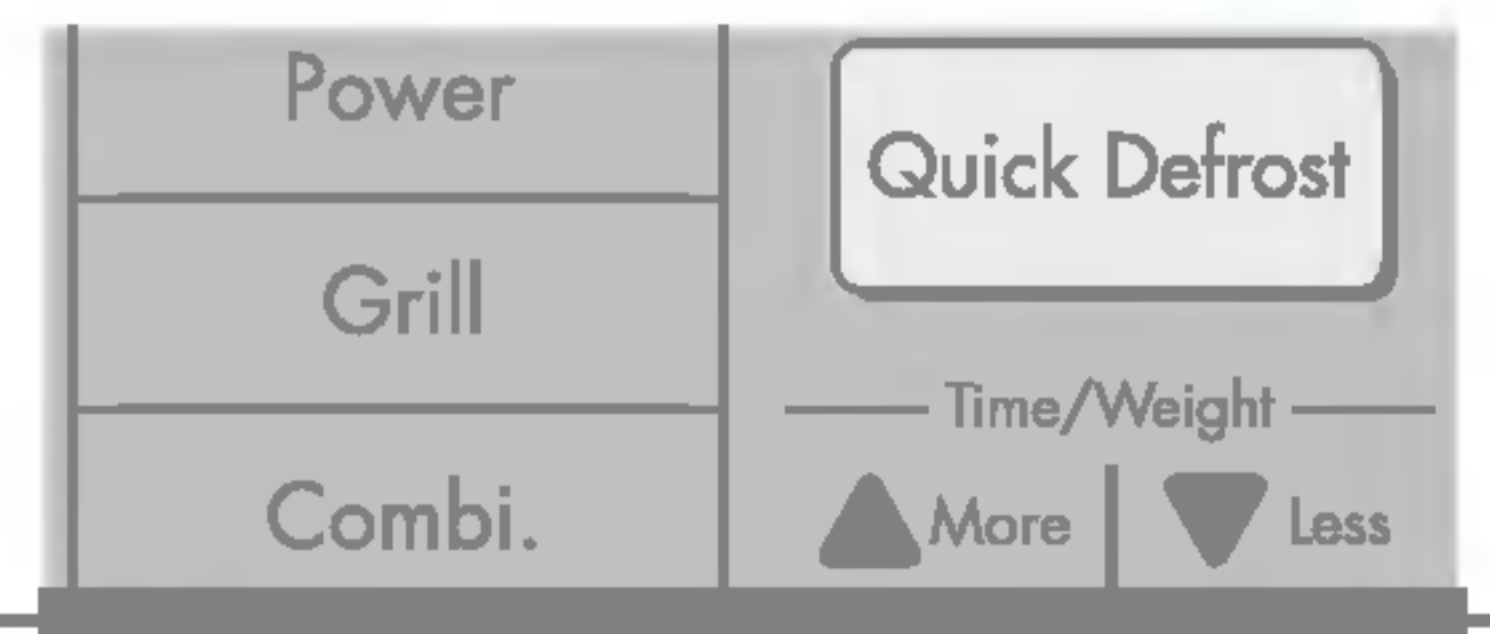 Power
Grill
Combi.
Quick Defrost
Time/Weight
More
Less